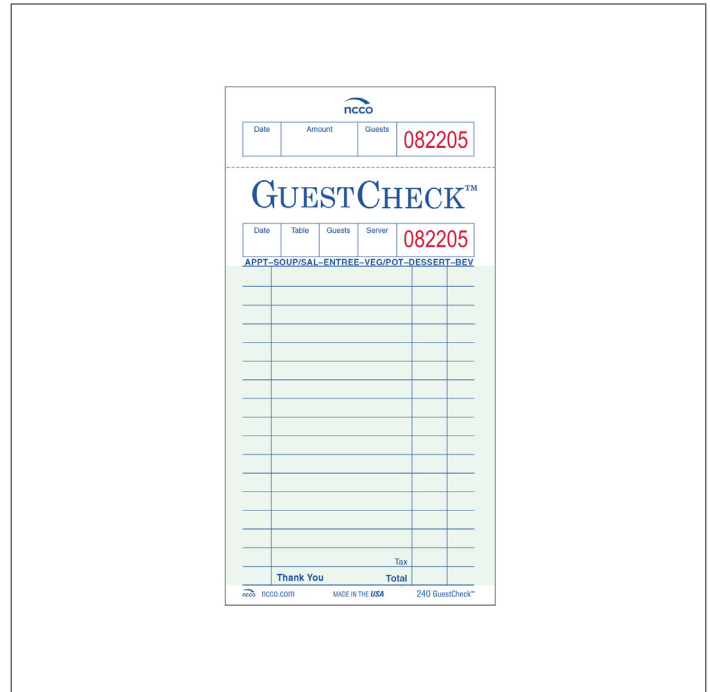 ncco
Date Amount Guests 082205
GUESTCHECK™
Date Table Guests Server 082205
APPT–SOUP/SAL–ENTREE–VEG/POT–DESSERT–BEV
Tax
Thank You Total
ncco ncco.com MADE IN THE USA 240 GuestCheck™